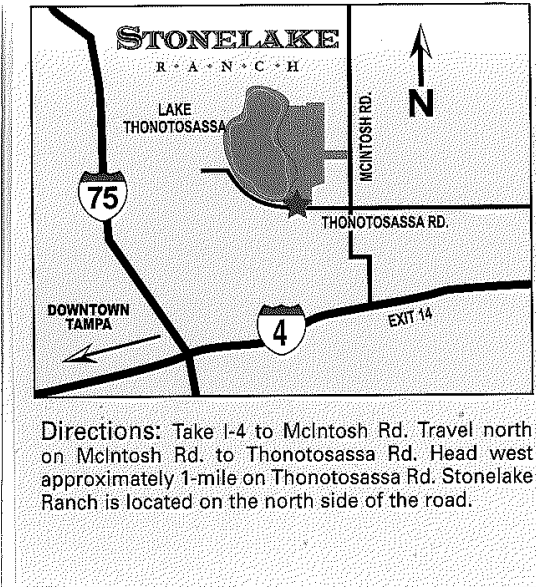 STONELAKE
R • A • N • C • H
LAKE
THONOTOSASSA
N
MCINTOSH RD.
75
THONOTOSASSA RD.
DOWNTOWN
TAMPA
4
EXIT 14
Directions: Take I-4 to McIntosh Rd. Travel north
on McIntosh Rd. to Thonotosassa Rd. Head west
approximately 1-mile on Thonotosassa Rd. Stonelake
Ranch is located on the north side of the road.